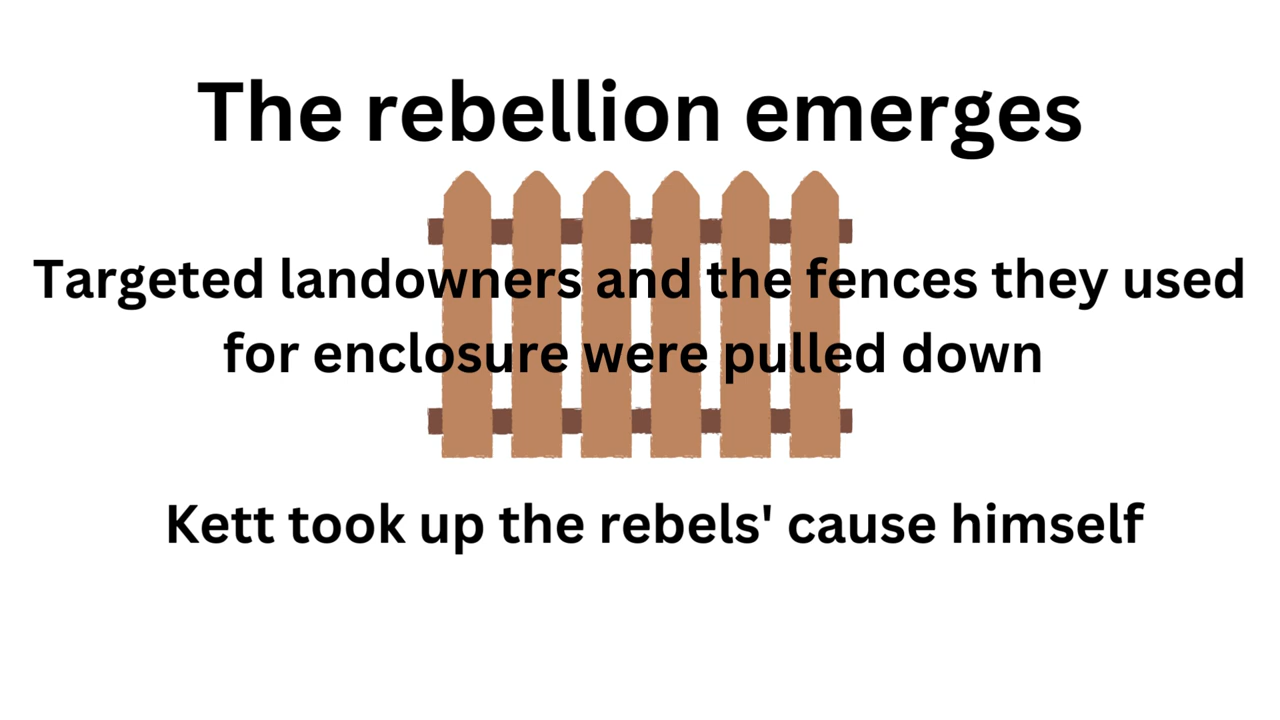 The rebellion emerges
Targeted landowners and the fences they used
for enclosure were pulled down
Kett took up the rebels' cause himself